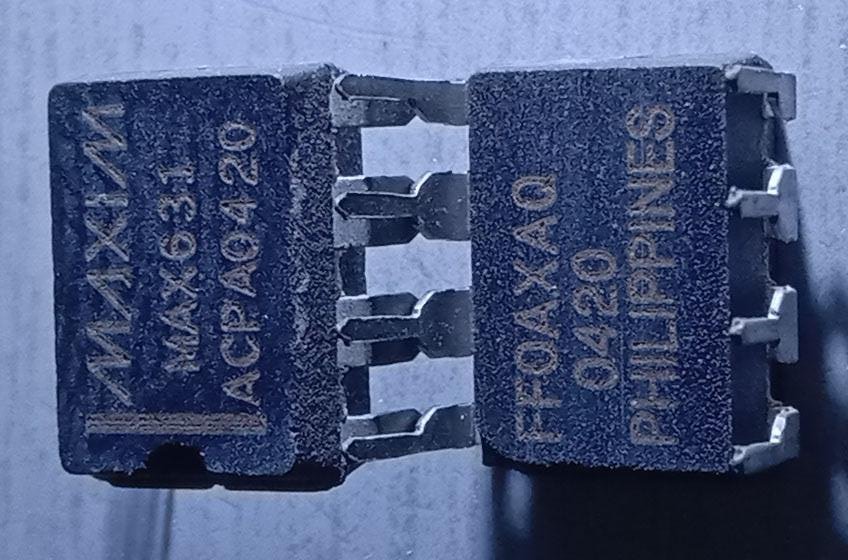 MAXIM
MAX631
ACPA0420
FF0AXAQ
0420
PHILIPPINES